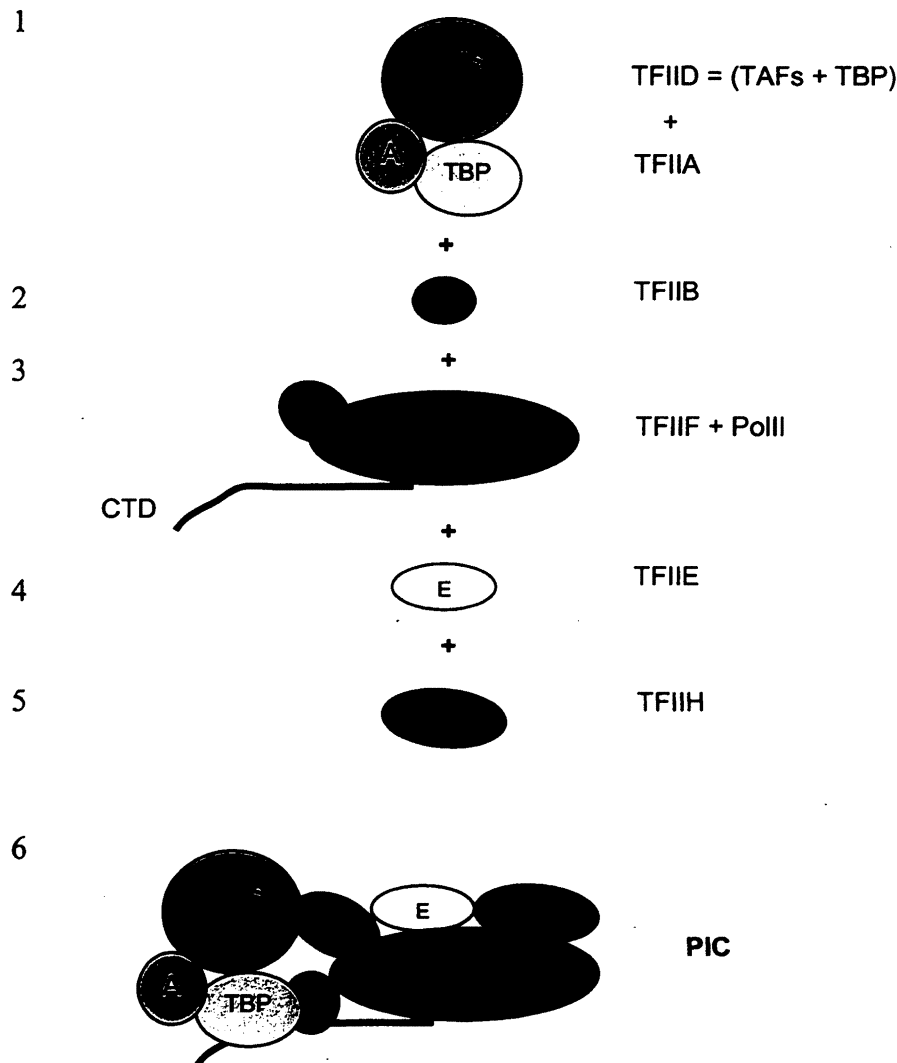 1
TFIID = (TAFs + TBP)
+
A
TBP
TFIIA
+
2
TFIIB
+
3
TFIIF + PolII
CTD
+
4
E
TFIIE
+
5
TFIIH
6
E
PIC
A
TBP